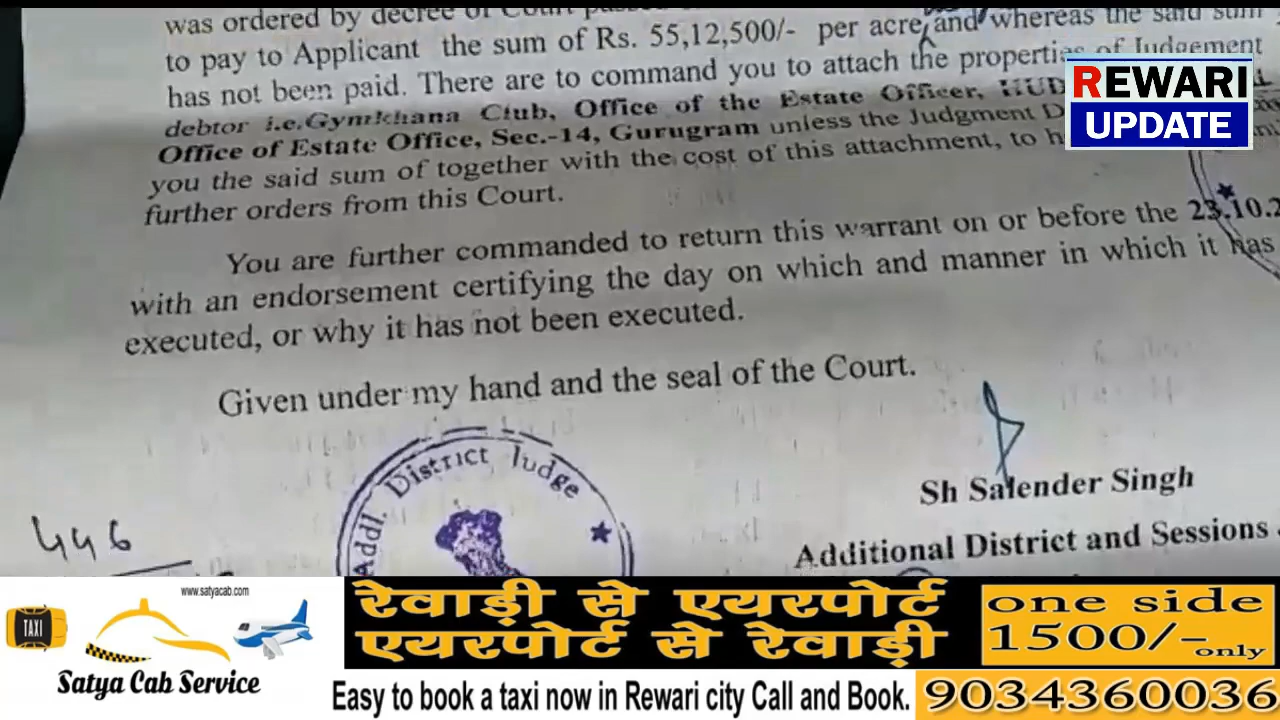 was ordered by decree of Court
to pay to Applicant the sum of Rs. 55,12,500/- per acre, and whereas the said sum
has not been paid. There are to command you to attach the properties of Judgement
debtor i.e.Gymkhana Club, Office of the Estate Officer,
Office of Estate Office, Sec.-14, Gurugram unless the Judgment
you the said sum of together with the cost of this attachment, to
further orders from this Court.
REWARI
UPDATE
You are further commanded to return this warrant on or before the 23.10.2
with an endorsement certifying the day on which and manner in which it has
executed, or why it has not been executed.
Given under my hand and the seal of the Court.
Addl. District Judge
Sh Salender Singh
Additional District and Sessions
446
www.satyacab.com
TAXI
Satya Cab Service
रेवाड़ी से एयरपोर्ट
एयरपोर्ट से रेवाड़ी
one side
1500/- only
Easy to book a taxi now in Rewari city Call and Book.
9034360036